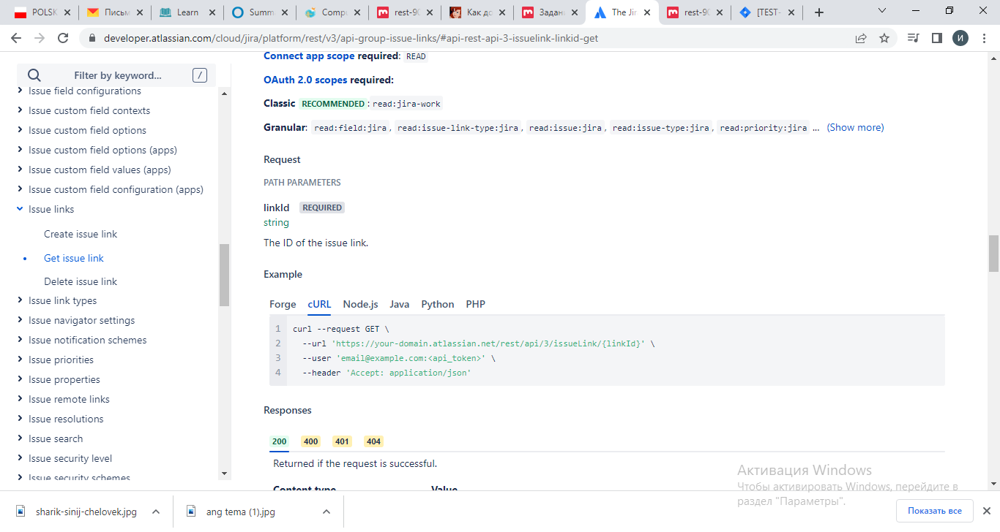 POLSK
Письм
Learn
Summ
Comp
rest-90
Как до
Задан
The Jir
rest-90
[TEST-
developer.atlassian.com/cloud/jira/platform/rest/v3/api-group-issue-links/#api-rest-api-3-issuelink-linkid-get
И
Filter by keyword...
/
Issue field configurations
Issue custom field contexts
Issue custom field options
Issue custom field options (apps)
Issue custom field values (apps)
Issue custom field configuration (apps)
Issue links
Create issue link
Get issue link
Delete issue link
Issue link types
Issue navigator settings
Issue notification schemes
Issue priorities
Issue properties
Issue remote links
Issue resolutions
Issue search
Issue security level
Issue security schemes
Connect app scope required: READ
OAuth 2.0 scopes required:
Classic RECOMMENDED : read:jira-work
Granular: read:field:jira , read:issue-link-type:jira , read:issue:jira , read:issue-type:jira , read:priority:jira ... (Show more)
Request
PATH PARAMETERS
linkId REQUIRED
string
The ID of the issue link.
Example
Forge cURL Node.js Java Python PHP
1 curl --request GET \
2 --url 'https://your-domain.atlassian.net/rest/api/3/issueLink/{linkId}' \
3 --user 'email@example.com:<api_token>' \
4 --header 'Accept: application/json'
Responses
200 400 401 404
Returned if the request is successful.
Content type Value
Активация Windows
Чтобы активировать Windows, перейдите в
раздел "Параметры".
sharik-sinij-chelovek.jpg
ang tema (1).jpg
Показать все